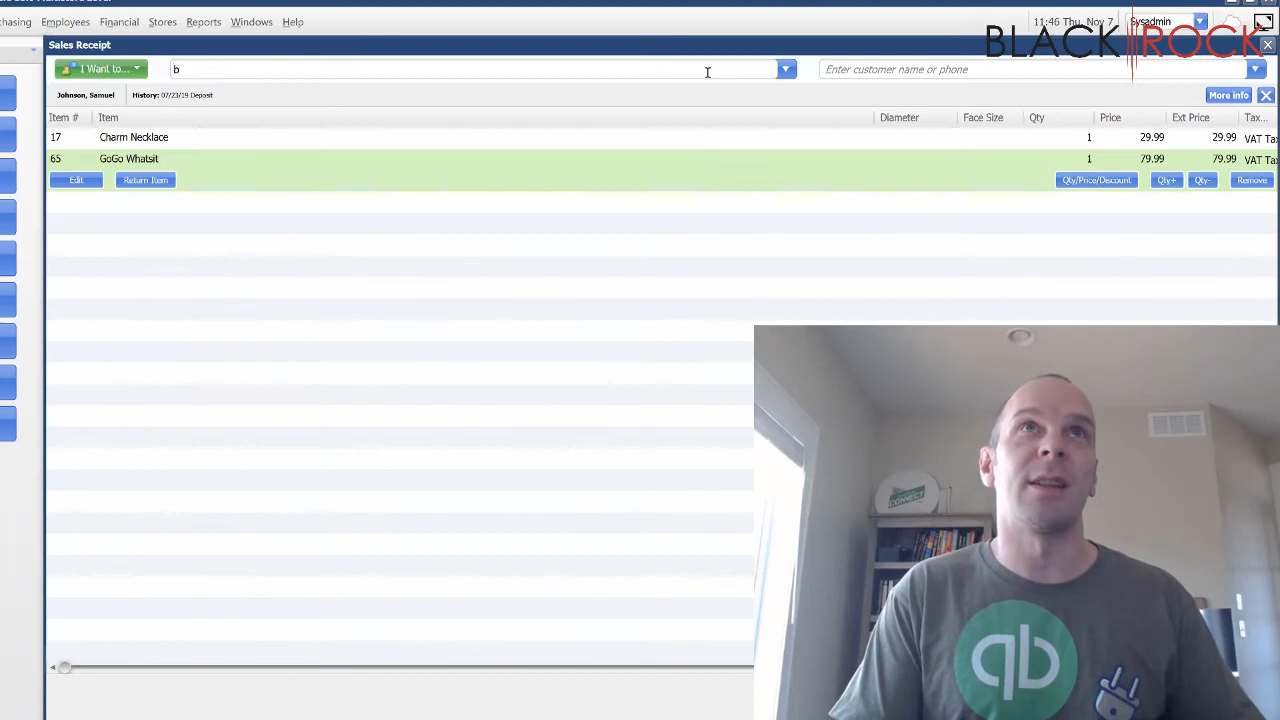 chasing Employees Financial Stores Reports Windows Help 11:46 Thu, Nov 7 Sysadmin
BLACK ROCK
Sales Receipt
I Want to... b Enter customer name or phone
Johnson, Samuel History: 07/23/19 Deposit More info
Item # Item Diameter Face Size Qty Price Ext Price Tax...
17 Charm Necklace 1 29.99 29.99 VAT Tax
65 GoGo Whatsit 1 79.99 79.99 VAT Tax
Edit Return Item Qty/Price/Discount Qty+ Qty- Remove
CONNECT
qb